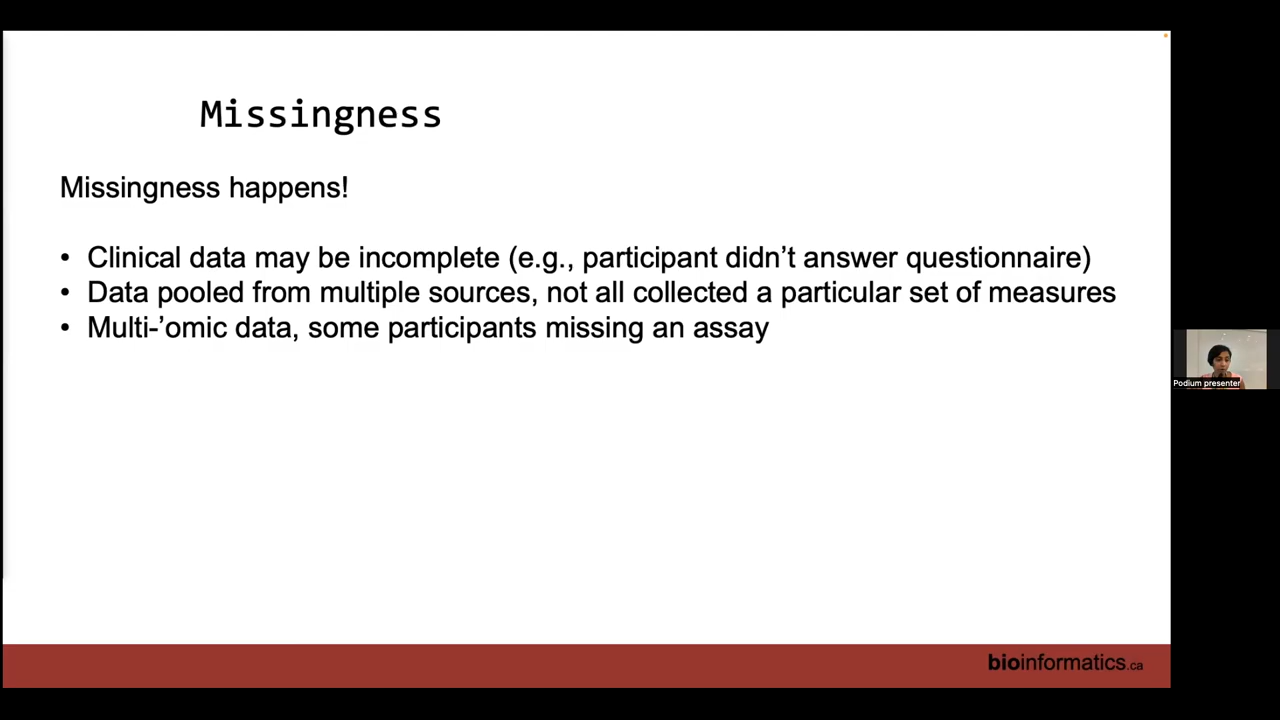 Missingness
Missingness happens!
• Clinical data may be incomplete (e.g., participant didn’t answer questionnaire)
• Data pooled from multiple sources, not all collected a particular set of measures
• Multi-’omic data, some participants missing an assay
Podium presenter
bioinformatics.ca